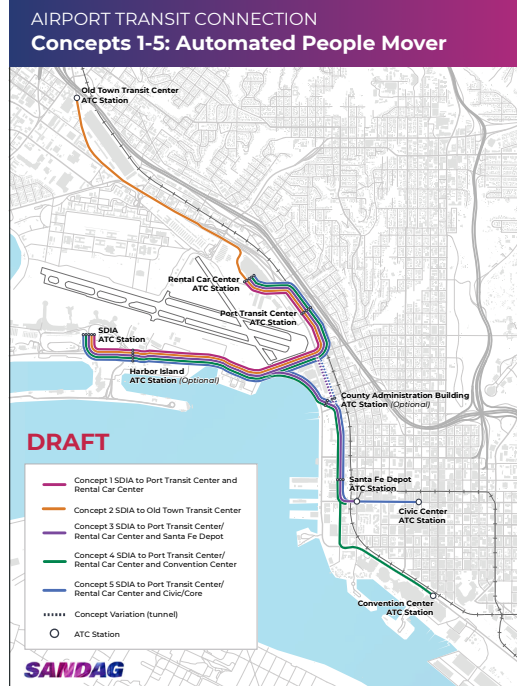 AIRPORT TRANSIT CONNECTION
Concepts 1-5: Automated People Mover
Old Town Transit Center
ATC Station
Rental Car Center
ATC Station
Port Transit Center
ATC Station
SDIA
ATC Station
Harbor Island
ATC Station (Optional)
County Administration Building
ATC Station (Optional)
Santa Fe Depot
ATC Station
Civic Center
ATC Station
Convention Center
ATC Station
DRAFT
Concept 1 SDIA to Port Transit Center and
Rental Car Center
Concept 2 SDIA to Old Town Transit Center
Concept 3 SDIA to Port Transit Center/
Rental Car Center and Santa Fe Depot
Concept 4 SDIA to Port Transit Center/
Rental Car Center and Convention Center
Concept 5 SDIA to Port Transit Center/
Rental Car Center and Civic/Core
Concept Variation (tunnel)
ATC Station
SANDAG